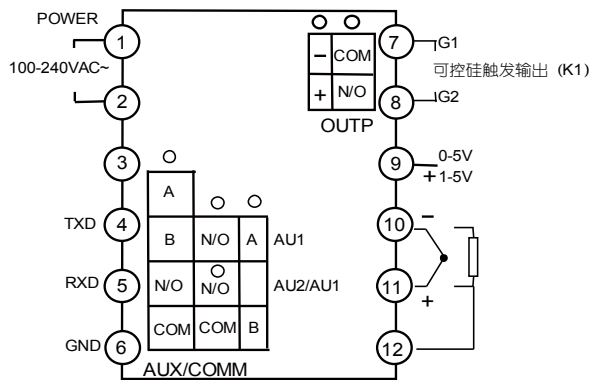 POWER
1
100-240VAC~
2
3
TXD 4
RXD 5
GND 6
− COM
+ N/O
OUTP
7 G1
可控硅触发输出 (K1)
8 G2
9 0-5V
+ 1-5V
10 −
11 +
12
A
B N/O A AU1
N/O N/O AU2/AU1
COM COM B
AUX/COMM